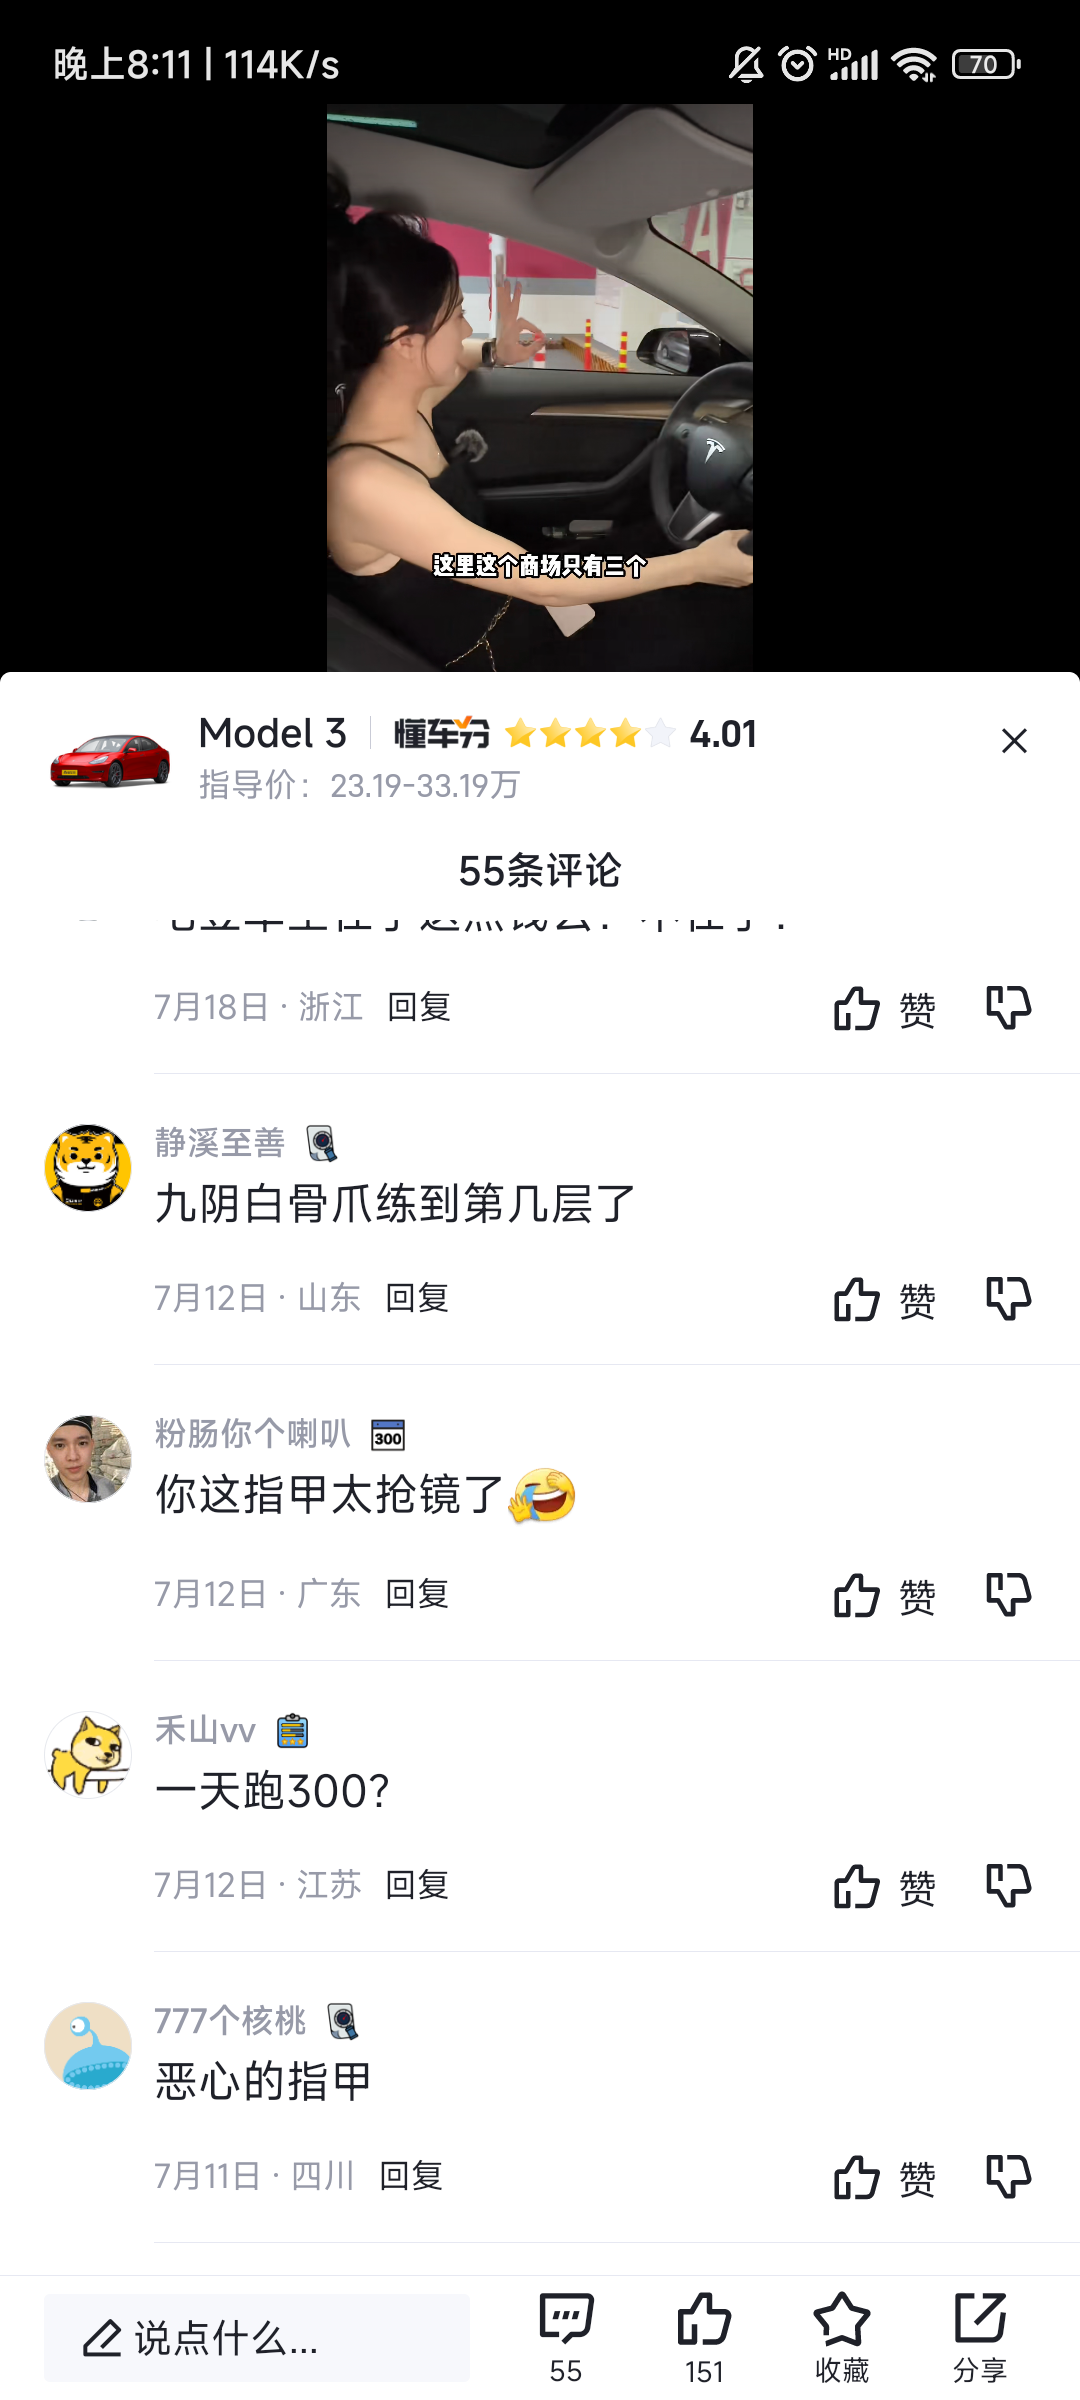 晚上8:11 | 114K/s
HD
70
这里这个商场只有三个
Model 3 懂车分 4.01
指导价：23.19-33.19万
55条评论
7月18日 · 浙江 回复
赞
静溪至善
九阴白骨爪练到第几层了
7月12日 · 山东 回复
赞
粉肠你个喇叭 300
你这指甲太抢镜了
7月12日 · 广东 回复
赞
禾山vv
一天跑300?
7月12日 · 江苏 回复
赞
777个核桃
恶心的指甲
7月11日 · 四川 回复
赞
说点什么...
55
151
收藏
分享